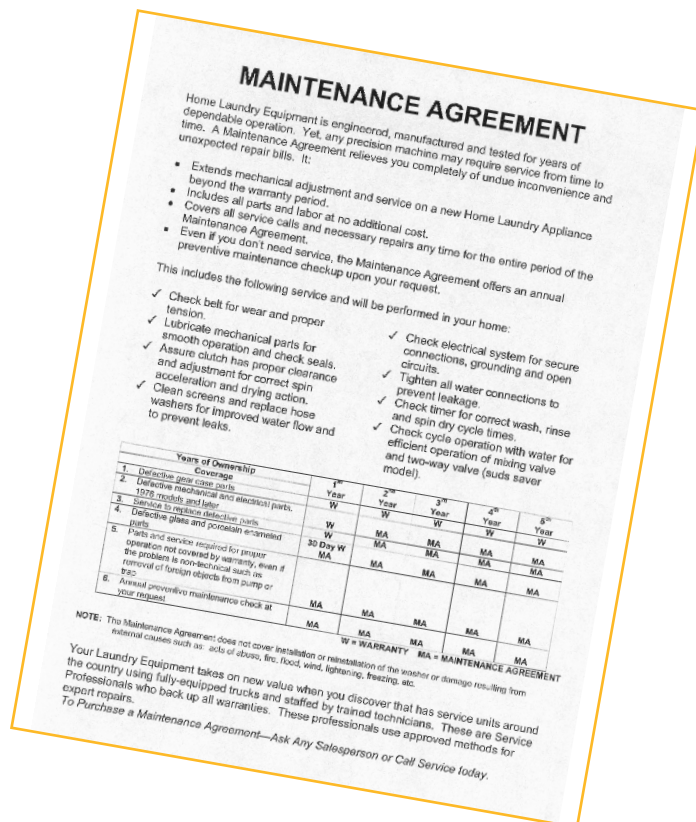 MAINTENANCE AGREEMENT
Home Laundry Equipment is engineered, manufactured and tested for years of
dependable operation. Yet, any precision machine may require service from time to
time. A Maintenance Agreement relieves you completely of undue inconvenience and
unexpected repair bills. It:
▪ Extends mechanical adjustment and service on a new Home Laundry Appliance
beyond the warranty period.
▪ Includes all parts and labor at no additional cost.
• Covers all service calls and necessary repairs any time for the entire period of the
Maintenance Agreement.
▪ Even if you don't need service, the Maintenance Agreement offers an annual
preventive maintenance checkup upon your request.
This includes the following service and will be performed in your home:
✓ Check belt for wear and proper
tension.
✓ Lubricate mechanical parts for
smooth operation and check seals.
✓ Assure clutch has proper clearance
and adjustment for correct spin
acceleration and drying action.
✓ Clean screens and replace hose
washers for improved water flow and
to prevent leaks.
✓ Check electrical system for secure
connections, grounding and open
circuits.
✓ Tighten all water connections to
prevent leakage.
✓ Check timer for correct wash, rinse
and spin dry cycle times.
✓ Check cycle operation with water for
efficient operation of mixing valve
and two-way valve (suds saver
model).
Years of Ownership
Coverage 1st Year 2nd Year 3rd Year 4th Year 5th Year
1. Defective gear case parts W W W W W
2. Defective mechanical and electrical parts,
1978 models and later W MA MA MA MA
3. Service to replace defective parts W MA MA MA MA
4. Defective glass and porcelain enameled
parts 30 Day W MA MA MA MA
5. Parts and service required for proper
operation not covered by warranty, even if
the problem is non-technical such as
removal of foreign objects from pump or
trap MA MA MA MA MA
6. Annual preventive maintenance check at
your request MA MA MA MA MA
W = WARRANTY MA = MAINTENANCE AGREEMENT
NOTE: The Maintenance Agreement does not cover installation or reinstallation of the washer or damage resulting from
external causes such as: acts of abuse, fire, flood, wind, lightening, freezing, etc.
Your Laundry Equipment takes on new value when you discover that has service units around
the country using fully-equipped trucks and staffed by trained technicians. These are Service
Professionals who back up all warranties. These professionals use approved methods for
expert repairs.
To Purchase a Maintenance Agreement—Ask Any Salesperson or Call Service today.